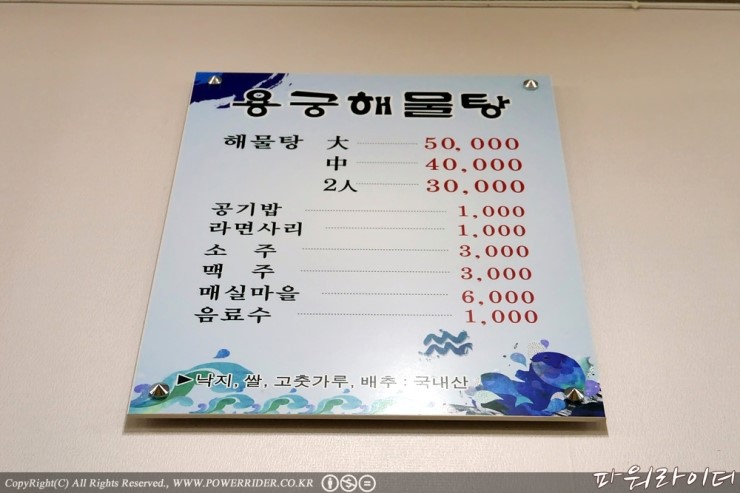 용궁해물탕
해물탕 大 50,000
中 40,000
2人 30,000
공기밥 1,000
라면사리 1,000
소 주 3,000
맥 주 3,000
매실마을 6,000
음료수 1,000
▶낙지, 쌀, 고춧가루, 배추 : 국내산
CopyRight(C) All Rights Reserved., WWW.POWERRIDER.CO.KR
파워라이더